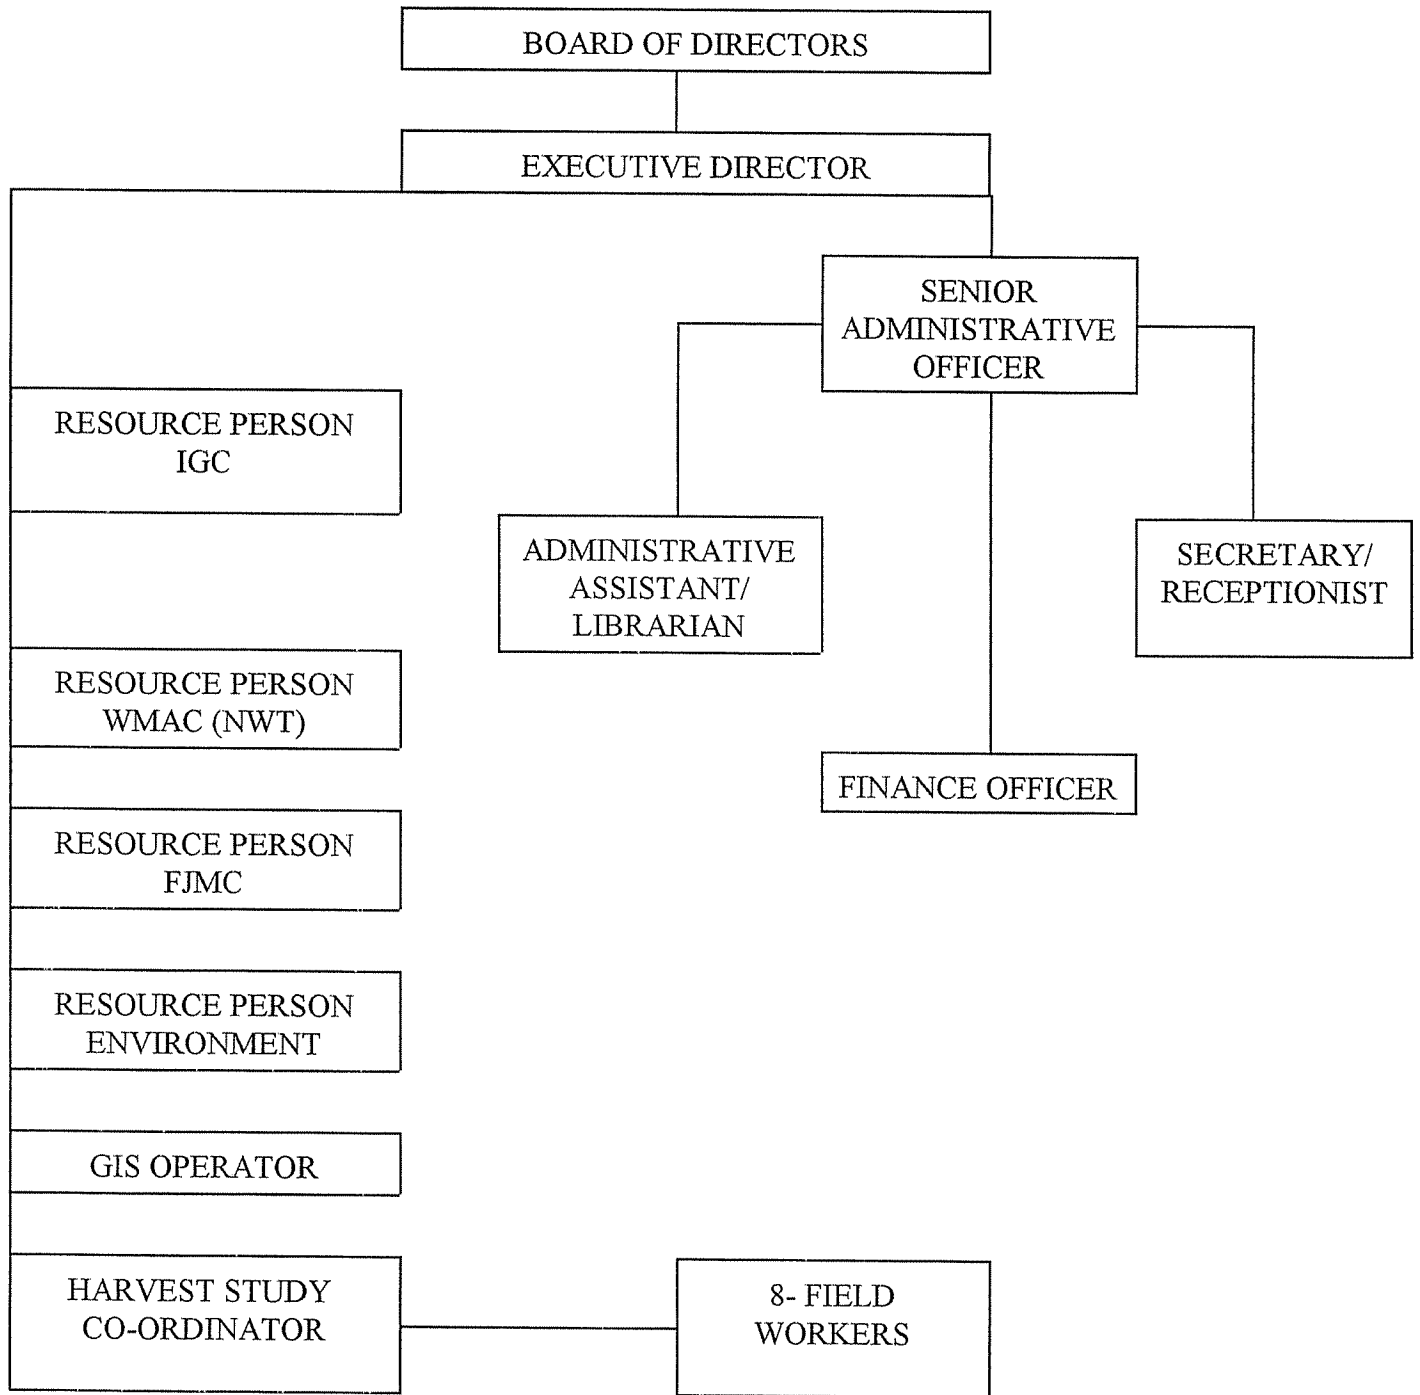 BOARD OF DIRECTORS
EXECUTIVE DIRECTOR
SENIOR
ADMINISTRATIVE
OFFICER
RESOURCE PERSON
IGC
ADMINISTRATIVE
ASSISTANT/
LIBRARIAN
SECRETARY/
RECEPTIONIST
RESOURCE PERSON
WMAC (NWT)
FINANCE OFFICER
RESOURCE PERSON
FJMC
RESOURCE PERSON
ENVIRONMENT
GIS OPERATOR
HARVEST STUDY
CO-ORDINATOR
8- FIELD
WORKERS